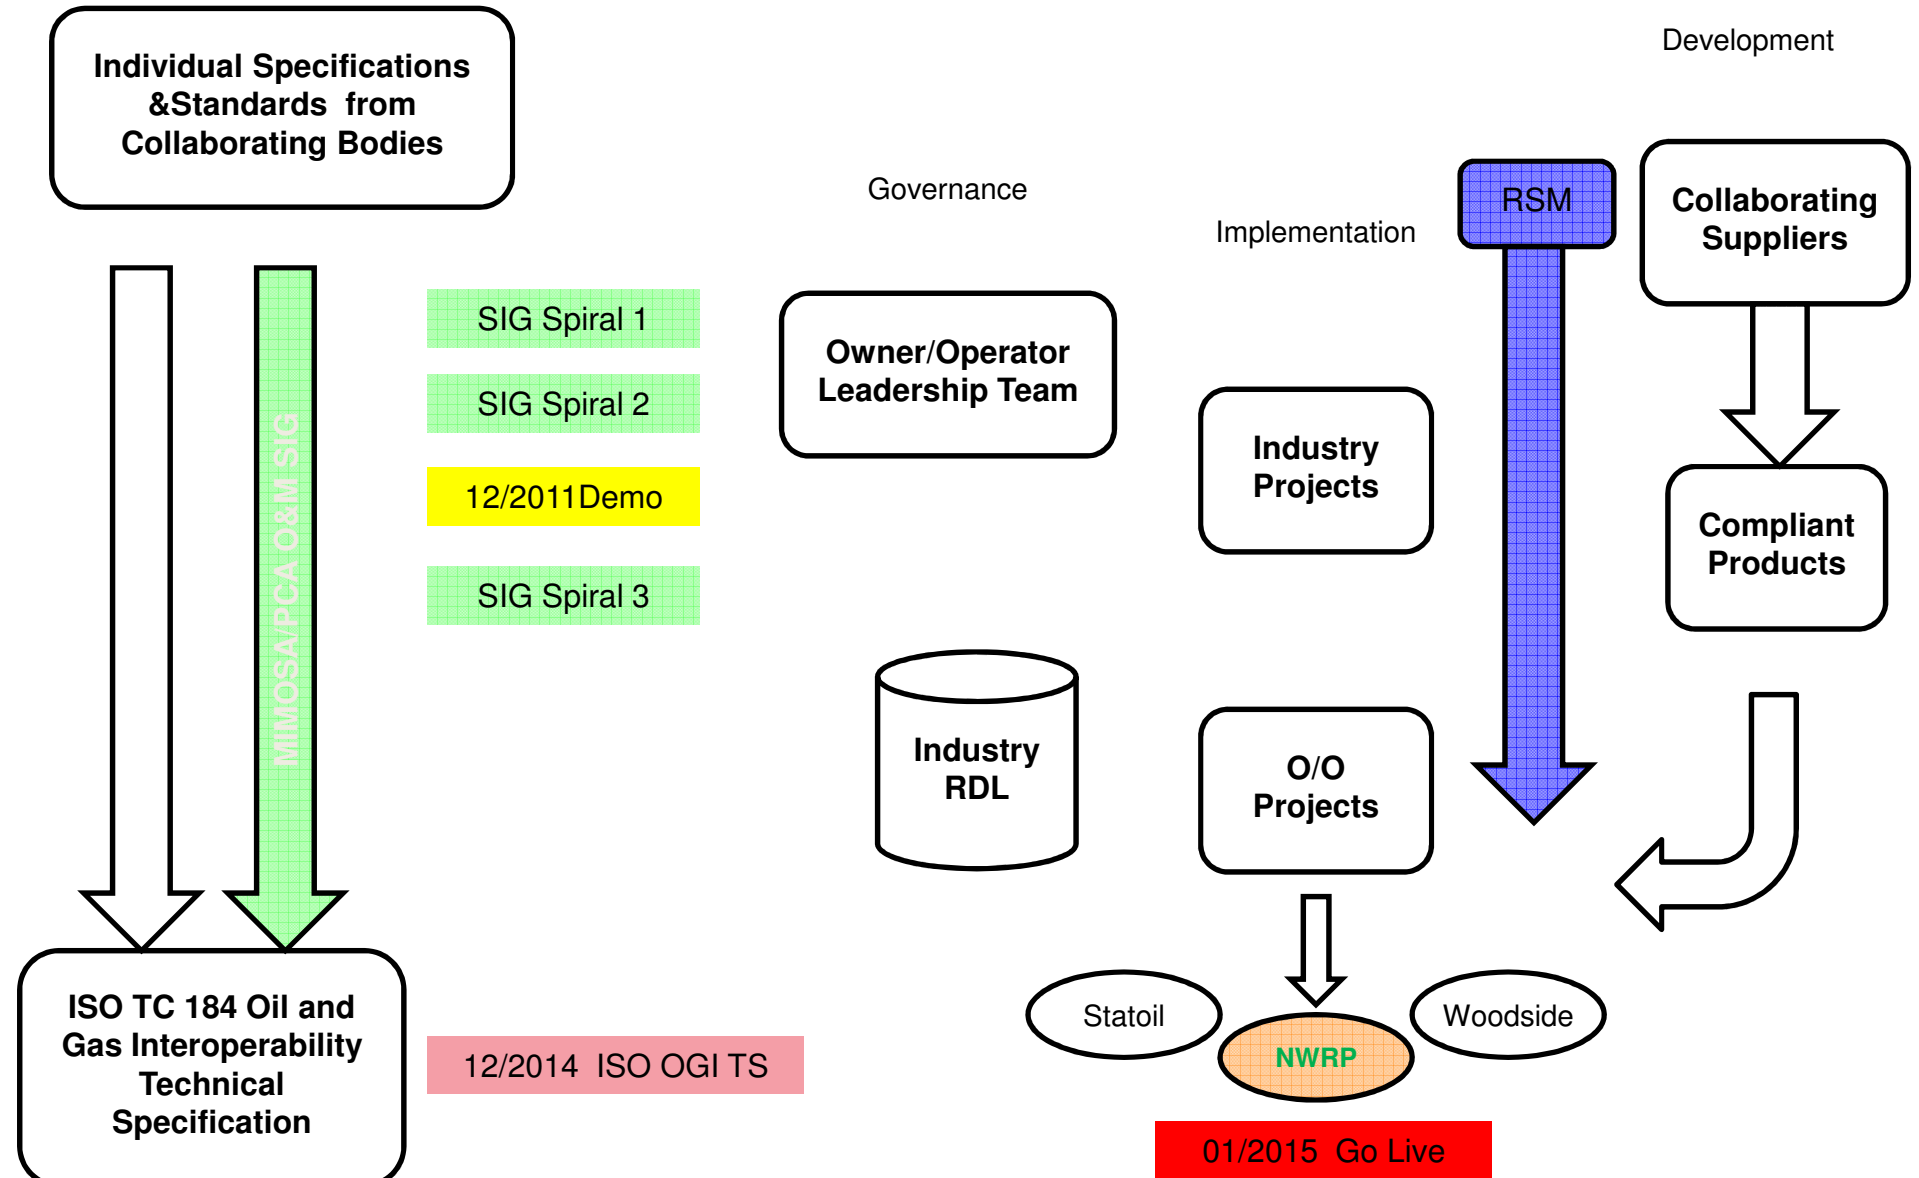 Individual Specifications
&Standards  from
Collaborating Bodies
MIMOSA/PCA O&M SIG
SIG Spiral 1
SIG Spiral 2
12/2011Demo
SIG Spiral 3
ISO TC 184 Oil and
Gas Interoperability
Technical
Specification
12/2014  ISO OGI TS
Governance
Owner/Operator
Leadership Team
Industry
RDL
Implementation
Industry
Projects
O/O
Projects
Statoil
NWRP
Woodside
01/2015  Go Live
RSM
Development
Collaborating
Suppliers
Compliant
Products